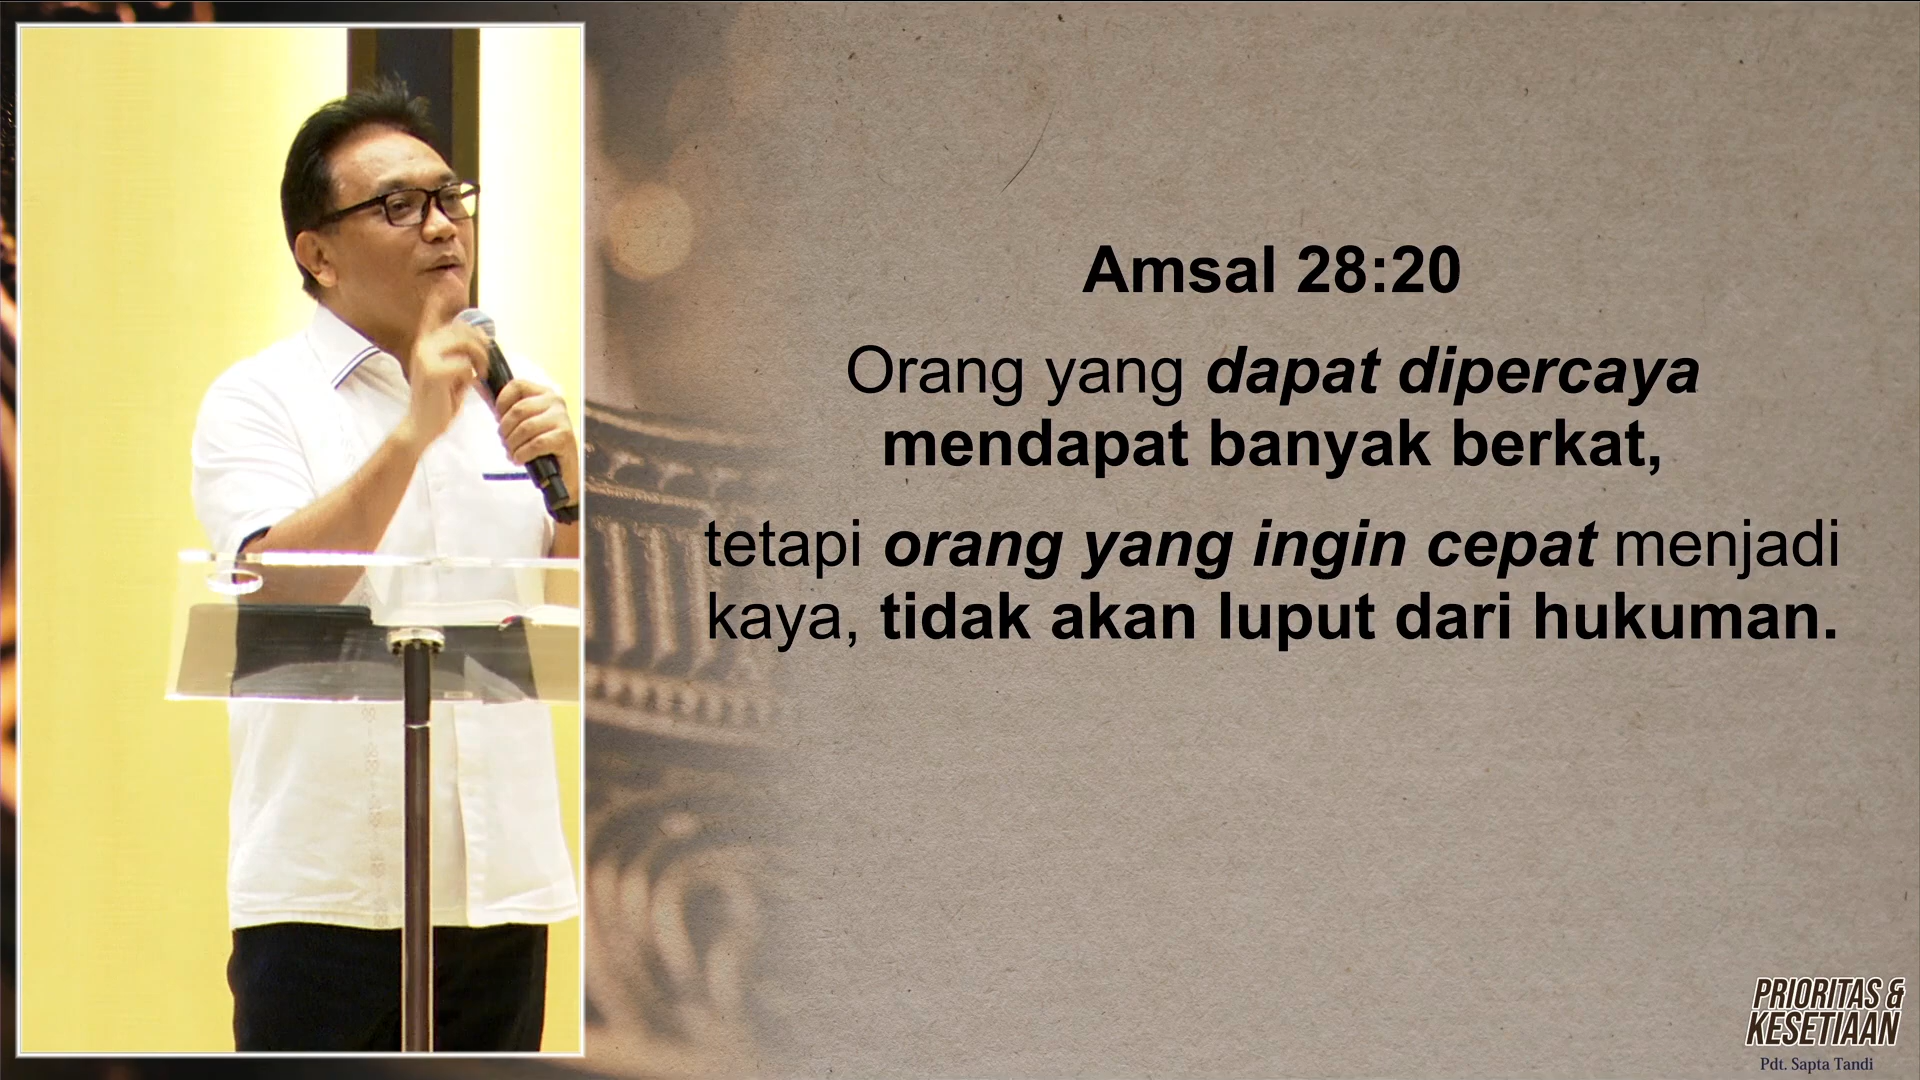 Amsal 28:20
Orang yang dapat dipercaya
mendapat banyak berkat,
tetapi orang yang ingin cepat menjadi
kaya, tidak akan luput dari hukuman.
PRIORITAS &
KESETIAAN
Pdt. Sapta Tandi